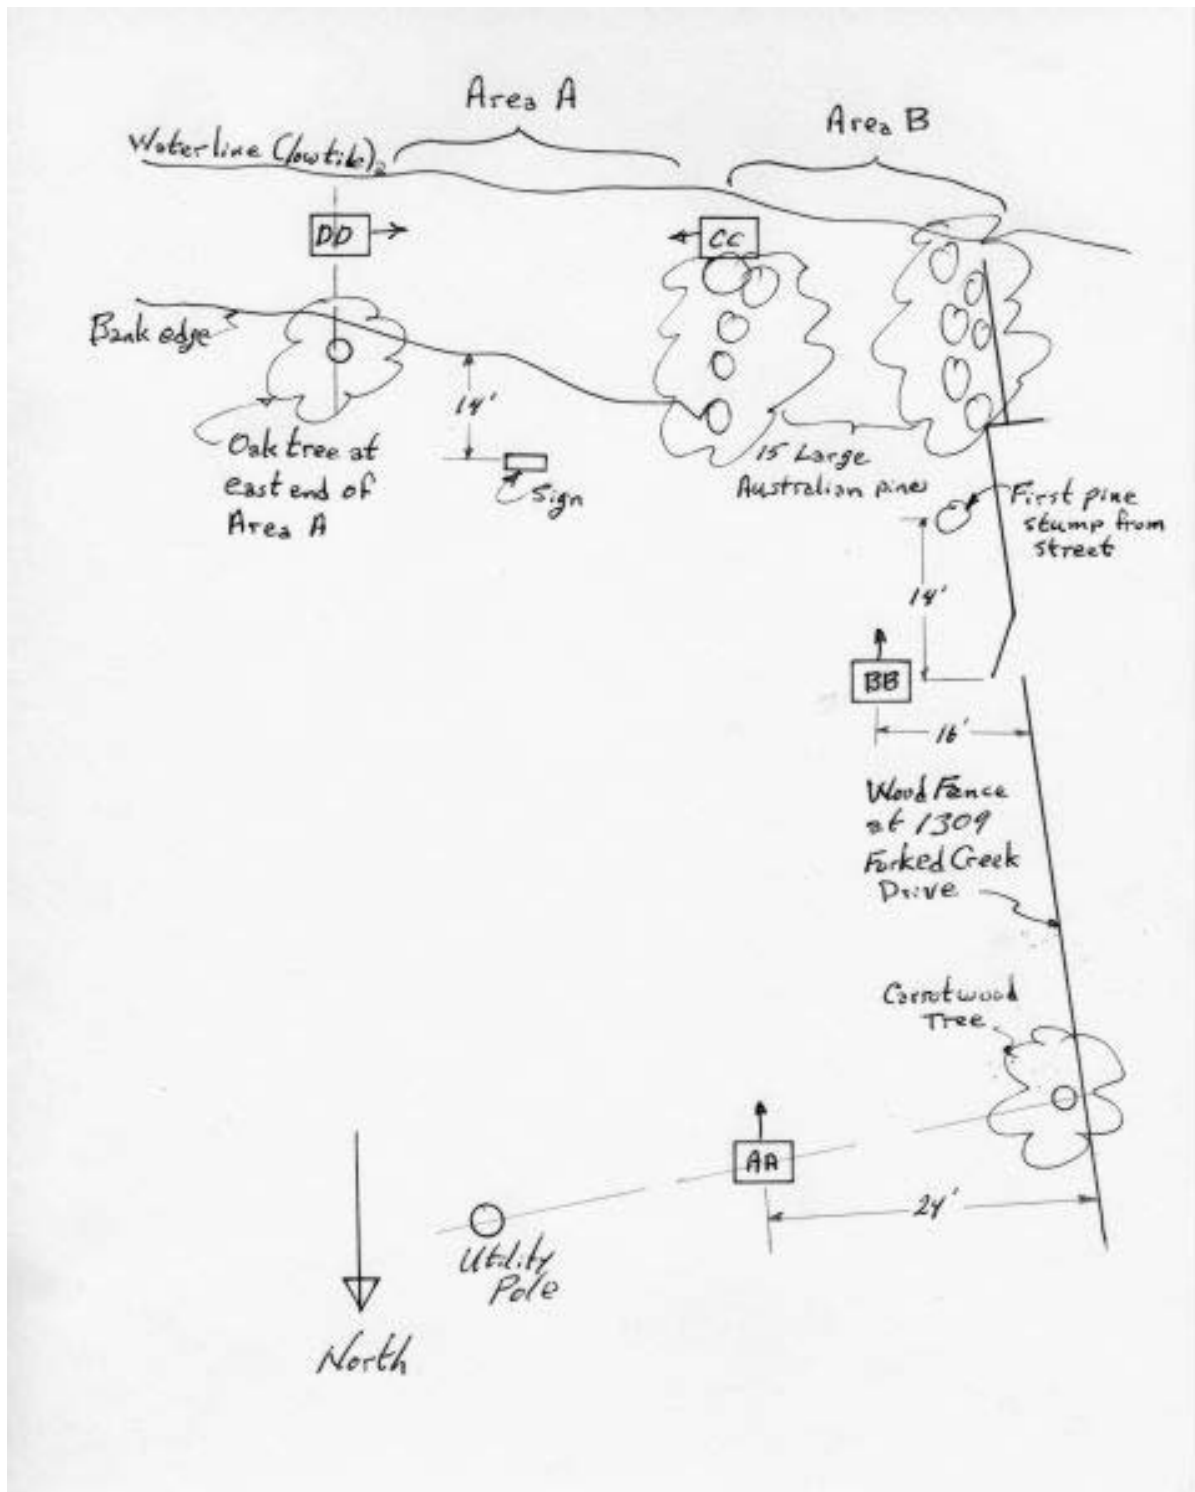 Area A
Area B
Waterline (low tide)
DD
CC
Bank edge
14'
Oak tree at
east end of
Area A
Sign
15 Large
Australian pines
First pine
stump from
street
14'
BB
16'
Wood Fence
at 1309
Forked Creek
Drive
Carrotwood
Tree
AA
24'
Utility
Pole
North